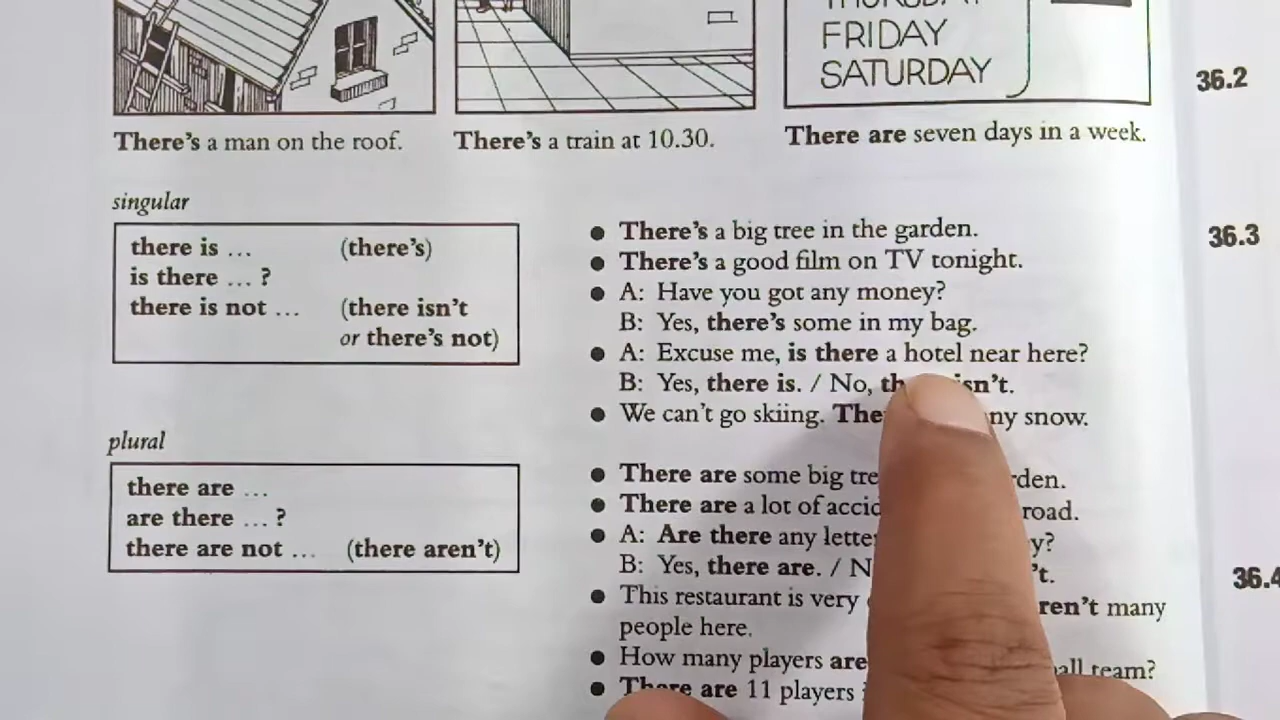 FRIDAY
SATURDAY
36.2
There's a man on the roof.
There's a train at 10.30.
There are seven days in a week.
singular
there is ... (there's)
is there ... ?
there is not ... (there isn't
or there's not)
36.3
● There's a big tree in the garden.
● There's a good film on TV tonight.
● A: Have you got any money?
B: Yes, there's some in my bag.
● A: Excuse me, is there a hotel near here?
B: Yes, there is. / No, isn't.
● We can't go skiing. snow.
plural
there are ...
are there ... ?
there are not ... (there aren't)
● There are some big
● There are a lot of road.
● A: Are there any
B: Yes, there are. /
● This restaurant is very many
people here.
● How many players are team?
● There are 11 players
36.4